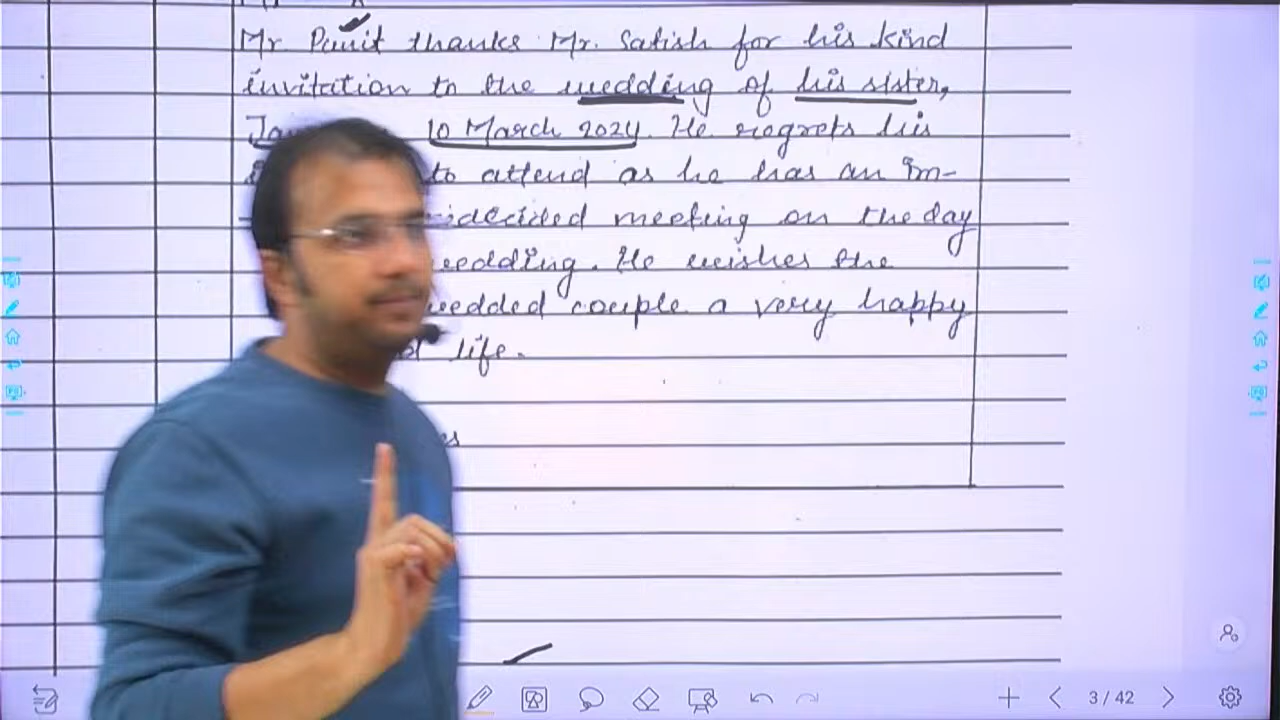 Mr. Punit thanks Mr. Satish for his kind
invitation to the wedding of his sister,
10 March 2024. He regrets his
to attend as he has an im-
decided meeting on the day
wedding. He wishes the
wedded couple a very happy
life.
3 / 42